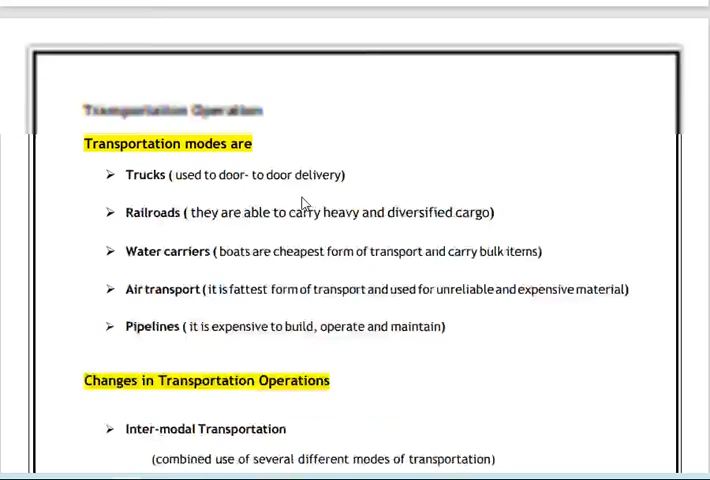 Transportation Operation
Transportation modes are
➢ Trucks ( used to door- to door delivery)
➢ Railroads ( they are able to carry heavy and diversified cargo)
➢ Water carriers ( boats are cheapest form of transport and carry bulk items)
➢ Air transport ( it is fastest form of transport and used for unreliable and expensive material)
➢ Pipelines ( it is expensive to build, operate and maintain)
Changes in Transportation Operations
➢ Inter-modal Transportation
(combined use of several different modes of transportation)